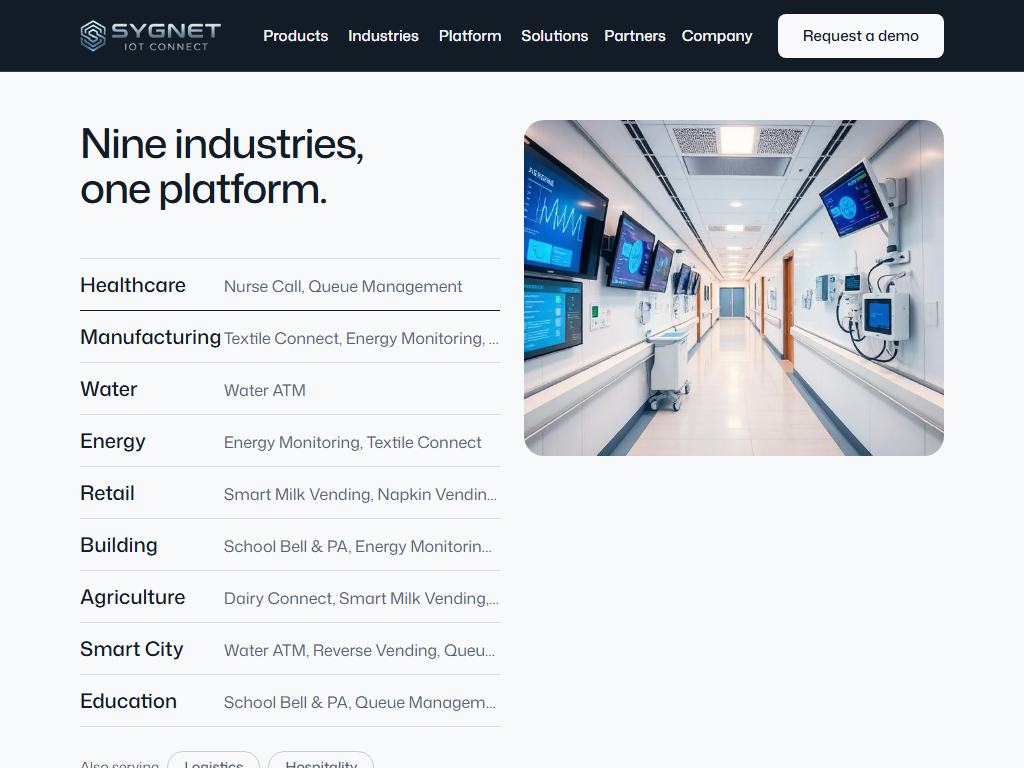 SYGNET
IOT CONNECT
Products Industries Platform Solutions Partners Company Request a demo
Nine industries,
one platform.
Healthcare Nurse Call, Queue Management
Manufacturing Textile Connect, Energy Monitoring, ...
Water Water ATM
Energy Energy Monitoring, Textile Connect
Retail Smart Milk Vending, Napkin Vendin...
Building School Bell & PA, Energy Monitorin...
Agriculture Dairy Connect, Smart Milk Vending,...
Smart City Water ATM, Reverse Vending, Queu...
Education School Bell & PA, Queue Managem...
Also serving Logistics Hospitality